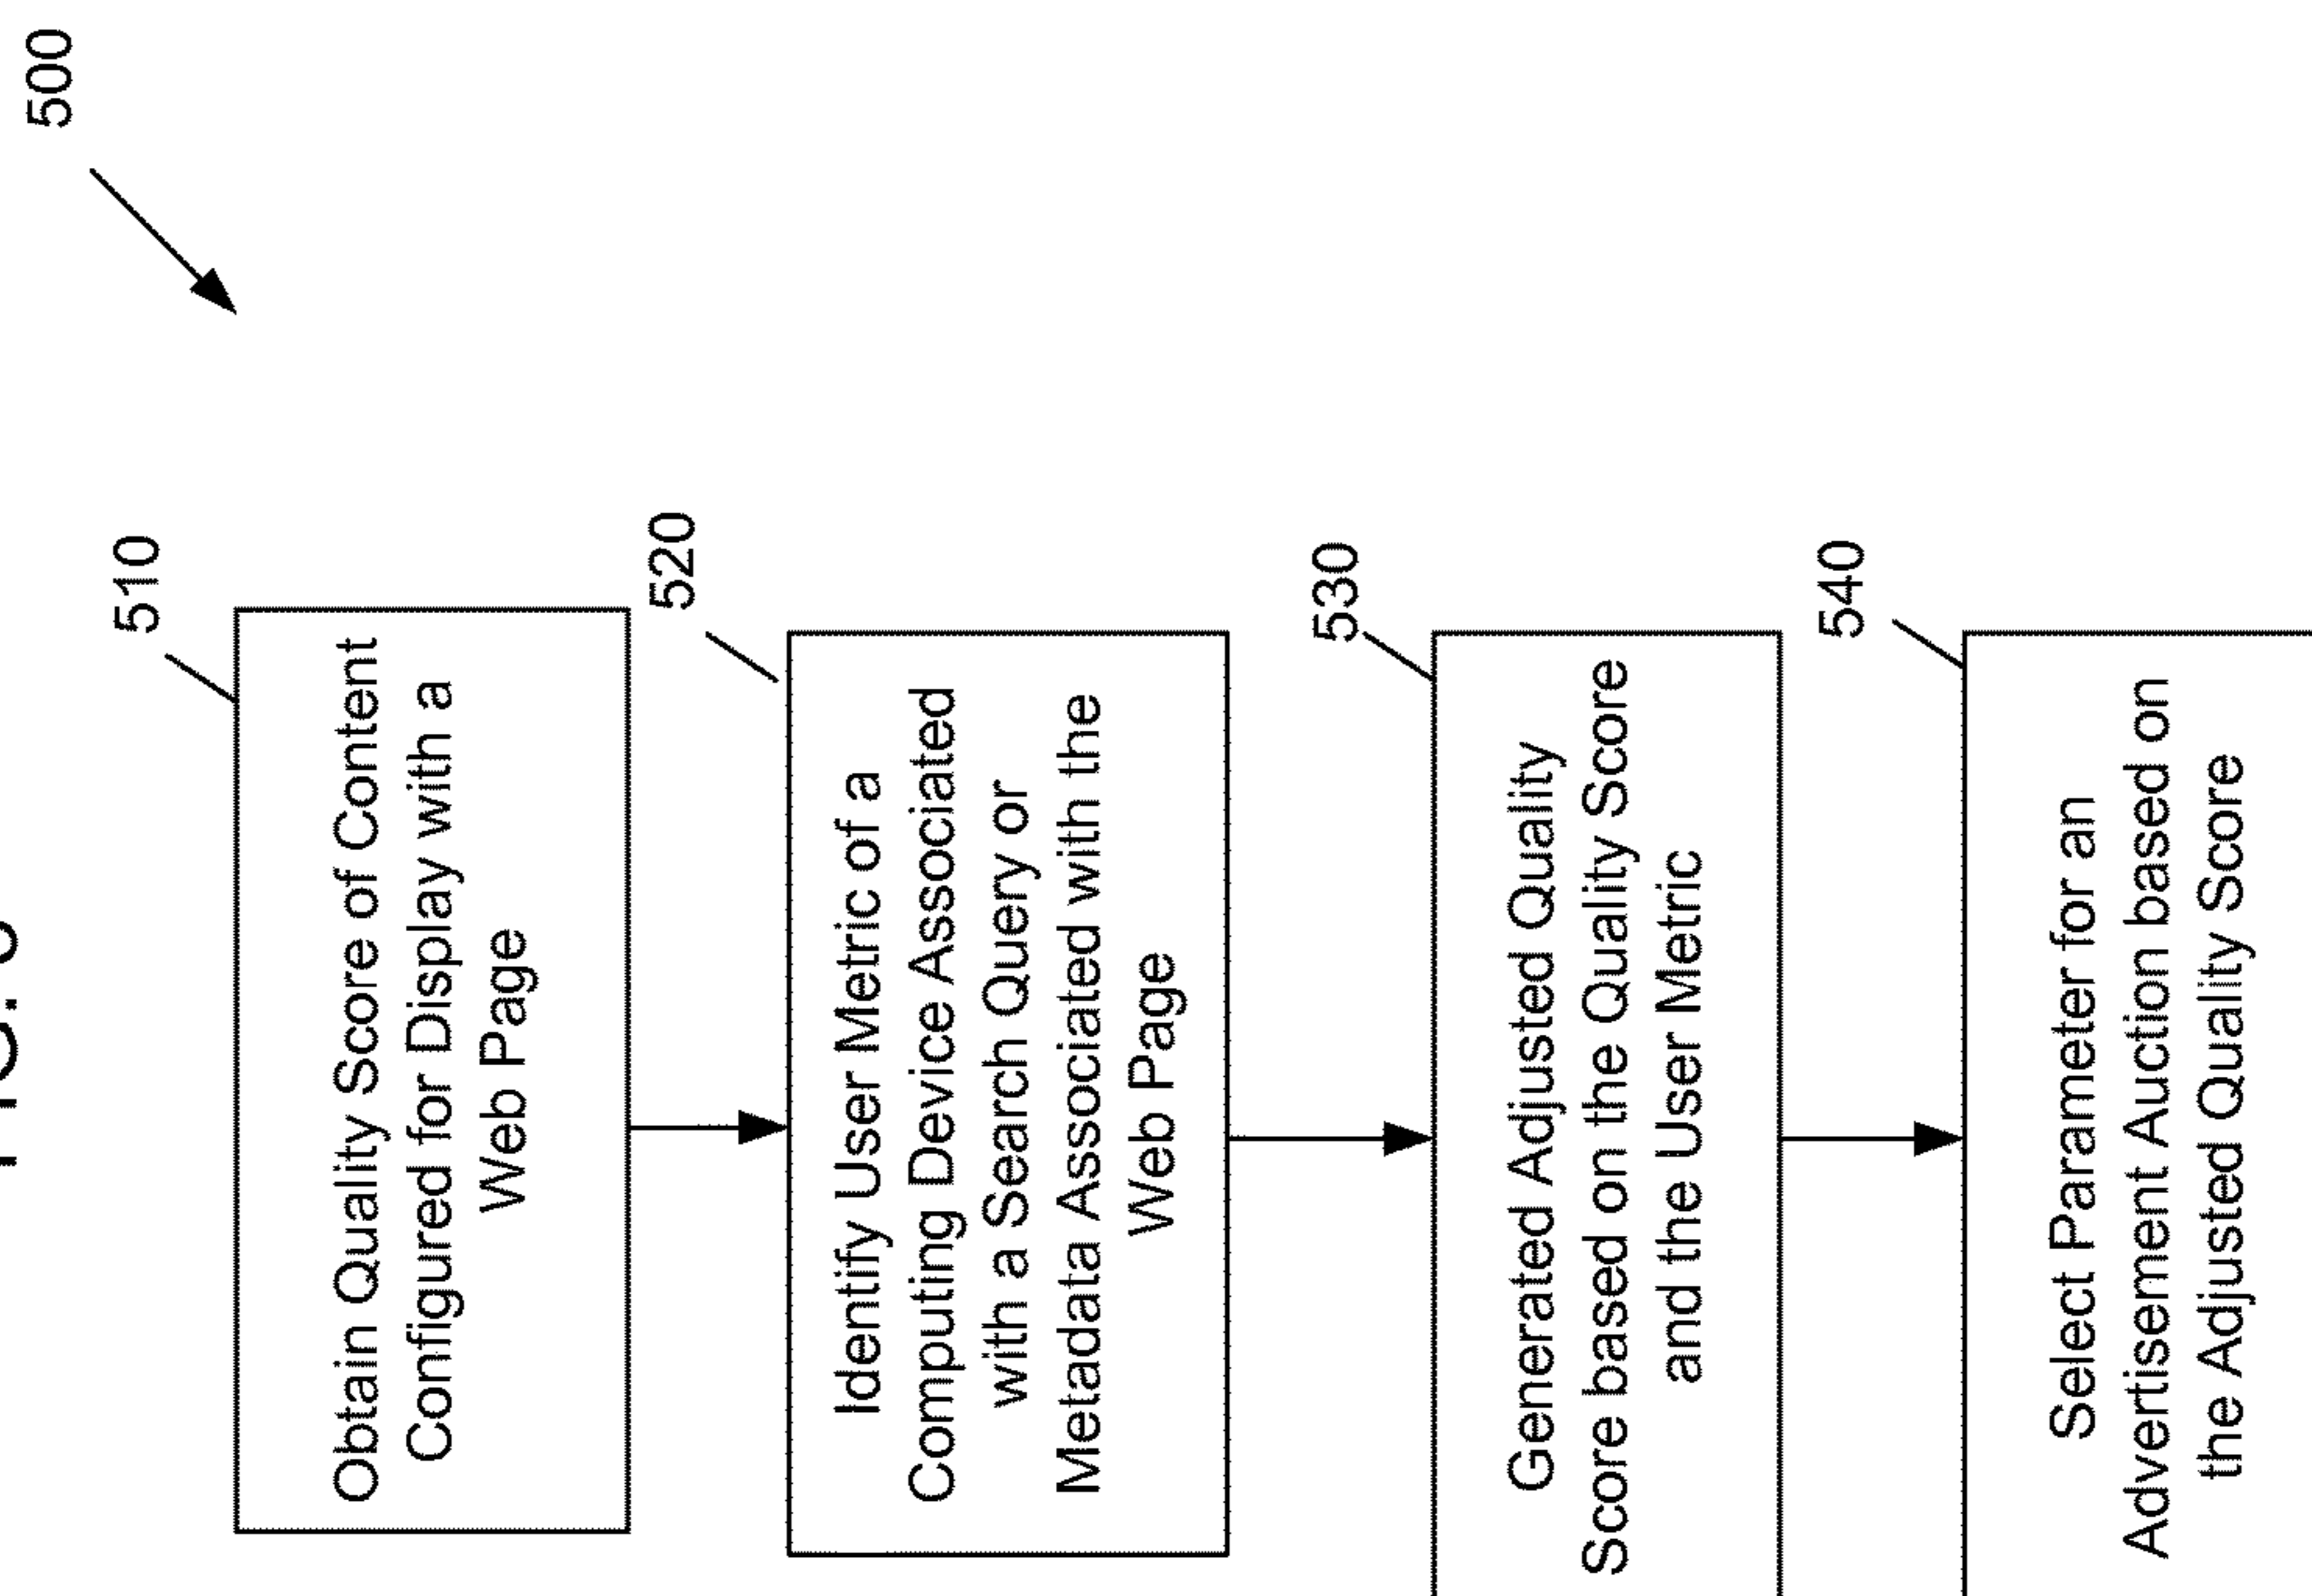 500
510
Obtain Quality Score of Content
Configured for Display with a
Web Page
520
Identify User Metric of a
Computing Device Associated
with a Search Query or
Metadata Associated with the
Web Page
530
Generated Adjusted Quality
Score based on the Quality Score
and the User Metric
540
Select Parameter for an
Advertisement Auction based on
the Adjusted Quality Score